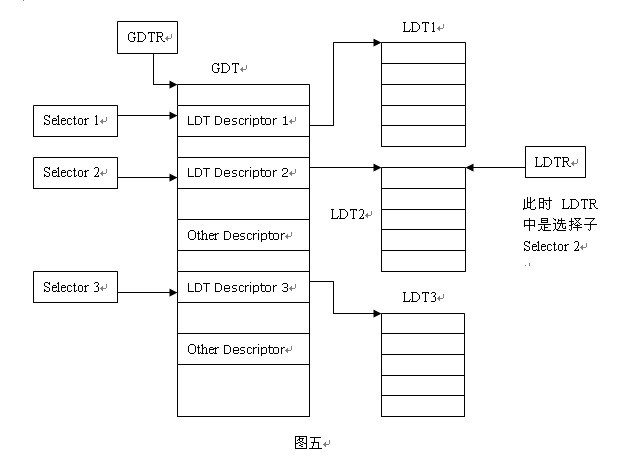 GDTR
LDT1
GDT
Selector 1
LDT Descriptor 1
Selector 2
LDT Descriptor 2
LDTR
LDT2
此时 LDTR
中是选择子
Selector 2
Other Descriptor
Selector 3
LDT Descriptor 3
LDT3
Other Descriptor
图五